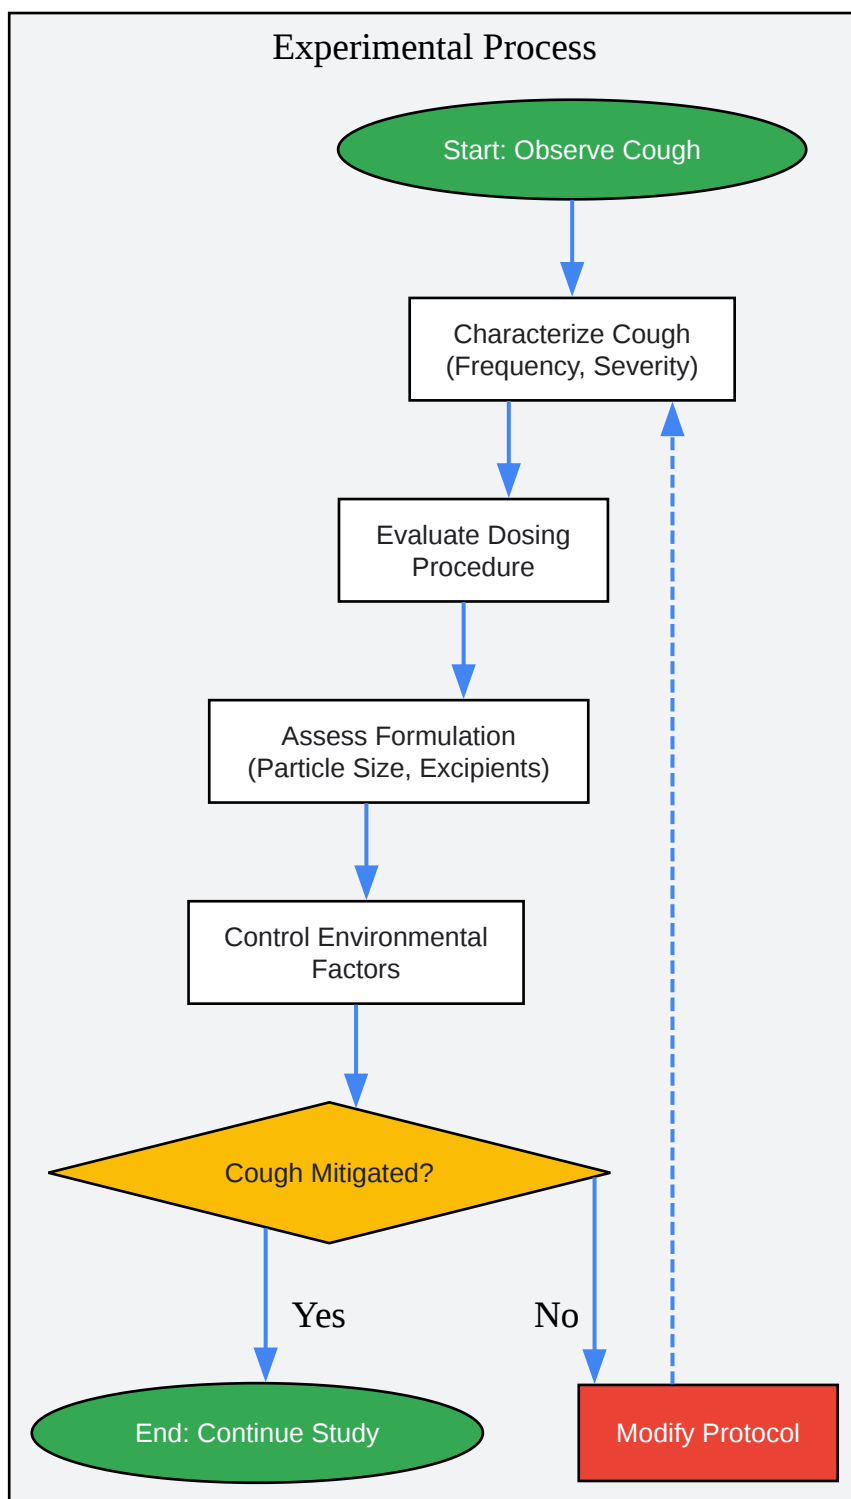 Experimental Process
Start: Observe Cough
Characterize Cough
(Frequency, Severity)
Evaluate Dosing
Procedure
Assess Formulation
(Particle Size, Excipients)
Control Environmental
Factors
Cough Mitigated?
Yes
No
End: Continue Study
Modify Protocol